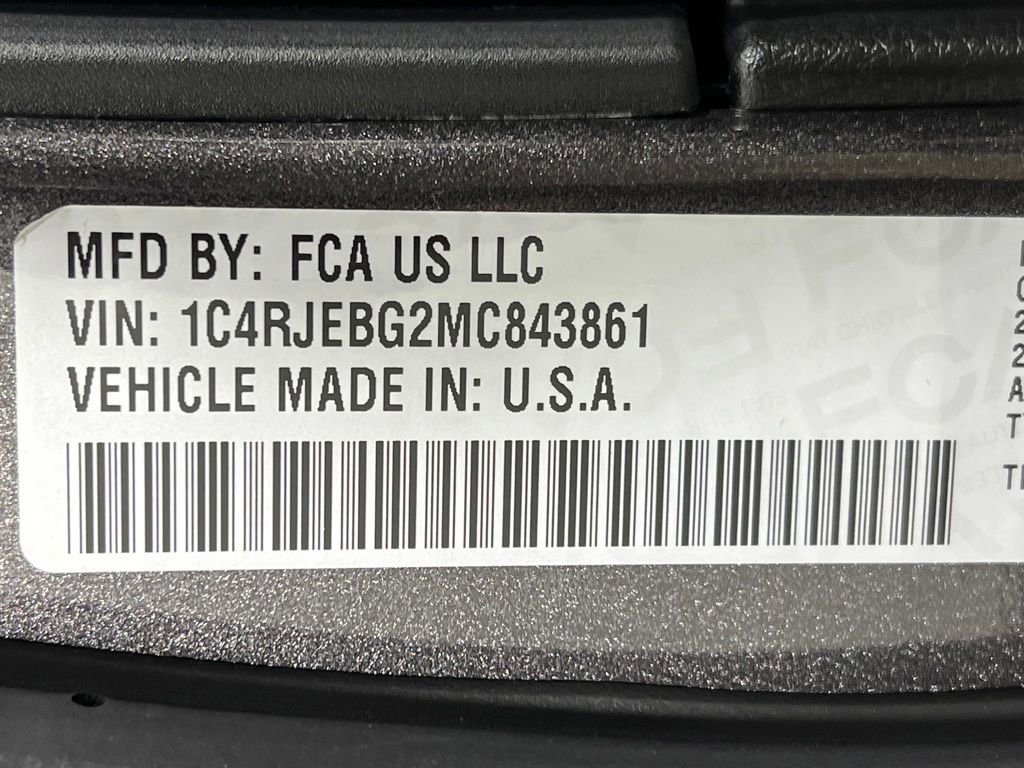 MFD BY: FCA US LLC
VIN: 1C4RJEBG2MC843861
VEHICLE MADE IN: U.S.A.